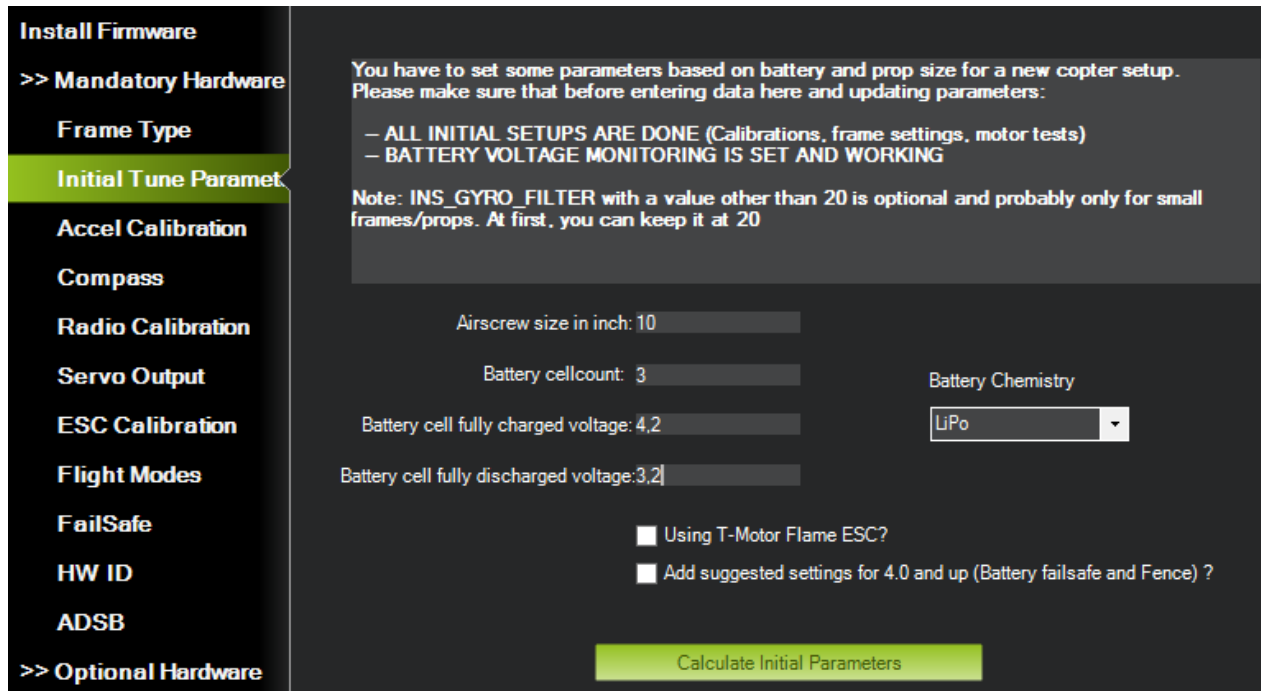 Install Firmware
>> Mandatory Hardware
Frame Type
Initial Tune Paramet
Accel Calibration
Compass
Radio Calibration
Servo Output
ESC Calibration
Flight Modes
FailSafe
HW ID
ADSB
>> Optional Hardware
You have to set some parameters based on battery and prop size for a new copter setup.
Please make sure that before entering data here and updating parameters:
– ALL INITIAL SETUPS ARE DONE (Calibrations, frame settings, motor tests)
– BATTERY VOLTAGE MONITORING IS SET AND WORKING
Note: INS_GYRO_FILTER with a value other than 20 is optional and probably only for small
frames/props. At first, you can keep it at 20
Airscrew size in inch: 10
Battery cellcount: 3
Battery Chemistry
Battery cell fully charged voltage: 4,2
LiPo
Battery cell fully discharged voltage: 3,2
Using T-Motor Flame ESC?
Add suggested settings for 4.0 and up (Battery failsafe and Fence) ?
Calculate Initial Parameters